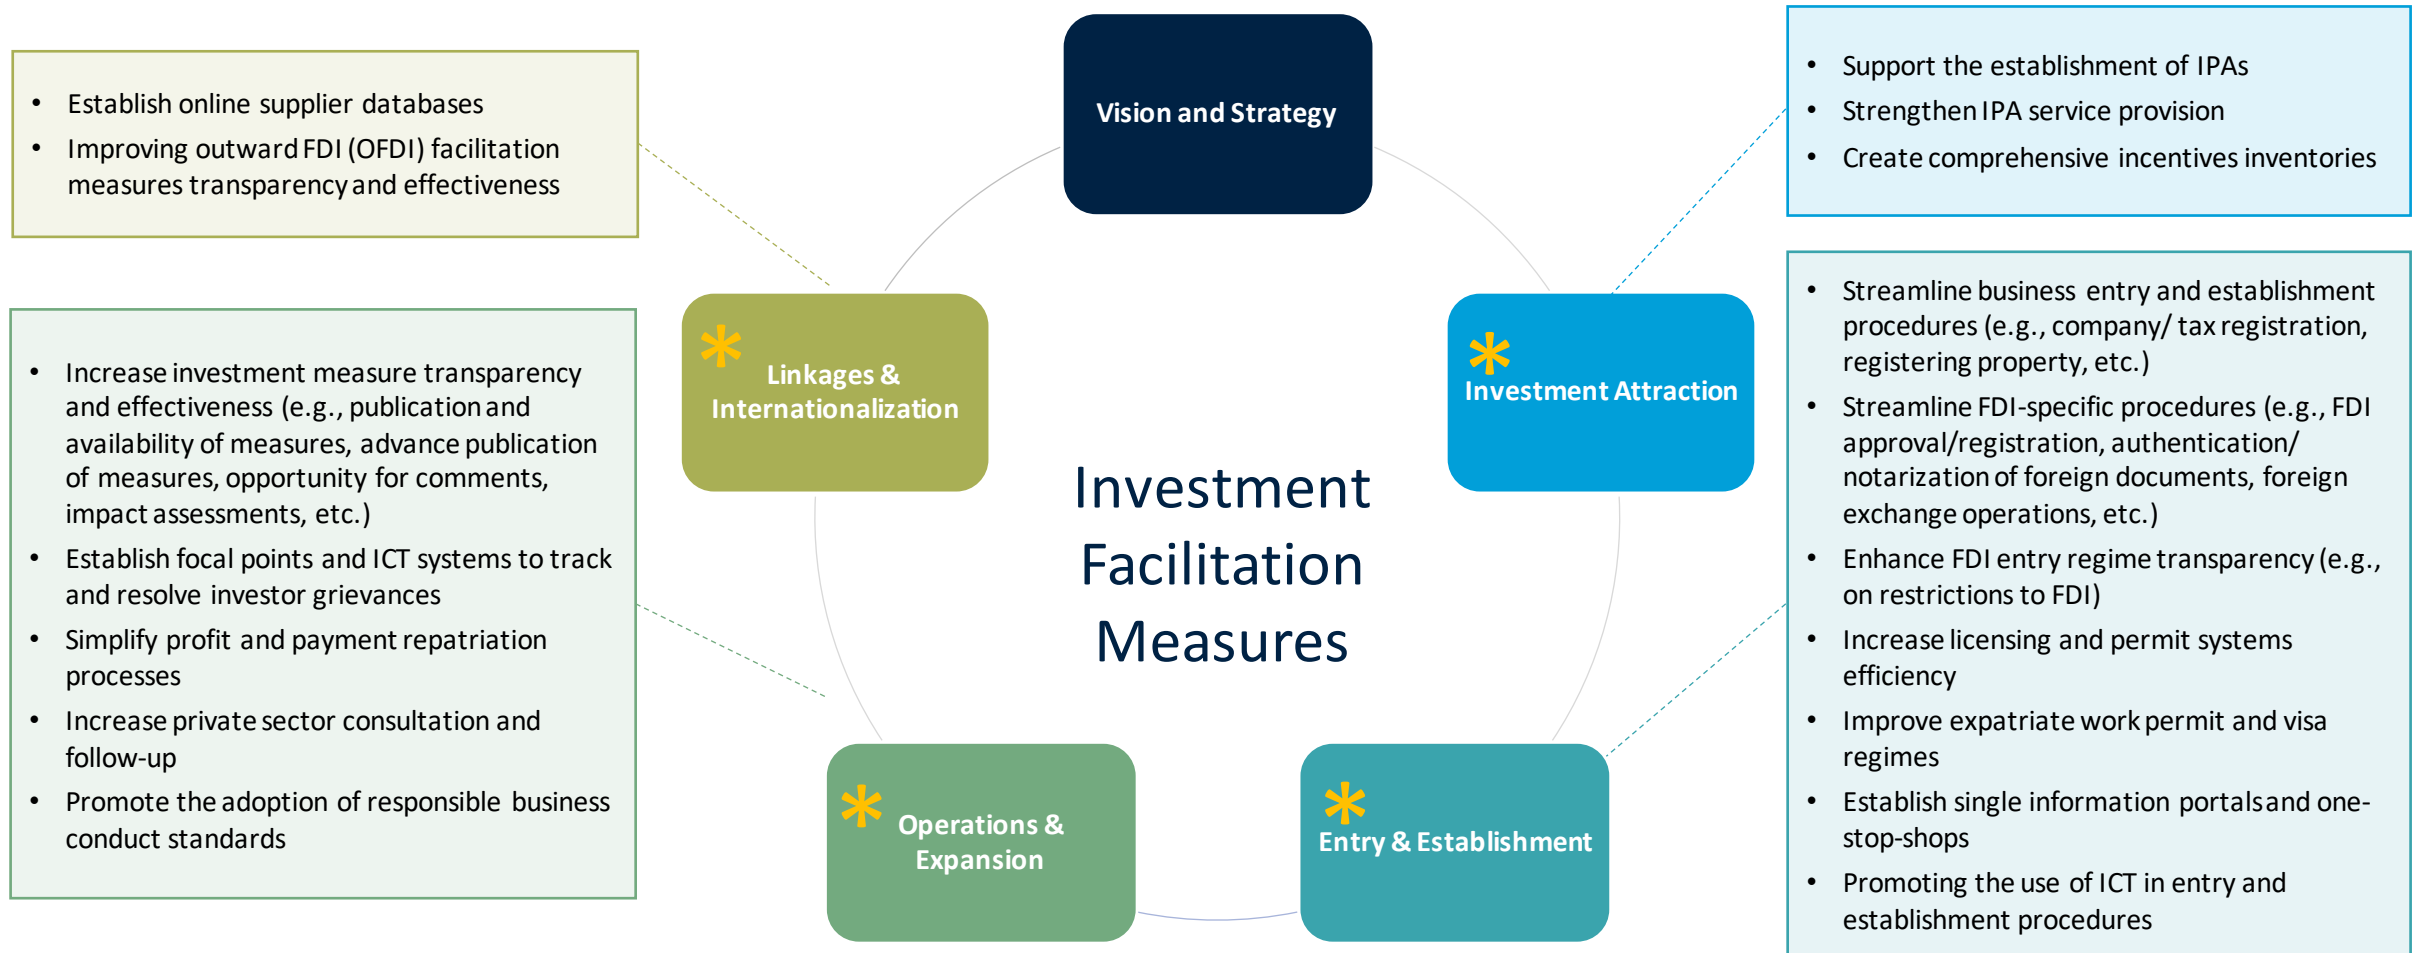 Vision and Strategy
• Establish online supplier databases
• Improving outward FDI (OFDI) facilitation
measures transparency and effectiveness
• Support the establishment of IPAs
• Strengthen IPA service provision
• Create comprehensive incentives inventories
* Linkages &
Internationalization
* Investment Attraction
Investment
Facilitation
Measures
• Increase investment measure transparency
and effectiveness (e.g., publication and
availability of measures, advance publication
of measures, opportunity for comments,
impact assessments, etc.)
• Establish focal points and ICT systems to track
and resolve investor grievances
• Simplify profit and payment repatriation
processes
• Increase private sector consultation and
follow-up
• Promote the adoption of responsible business
conduct standards
• Streamline business entry and establishment
procedures (e.g., company/ tax registration,
registering property, etc.)
• Streamline FDI-specific procedures (e.g., FDI
approval/registration, authentication/
notarization of foreign documents, foreign
exchange operations, etc.)
• Enhance FDI entry regime transparency (e.g.,
on restrictions to FDI)
• Increase licensing and permit systems
efficiency
• Improve expatriate work permit and visa
regimes
• Establish single information portals and one-
stop-shops
• Promoting the use of ICT in entry and
establishment procedures
* Operations &
Expansion
* Entry & Establishment